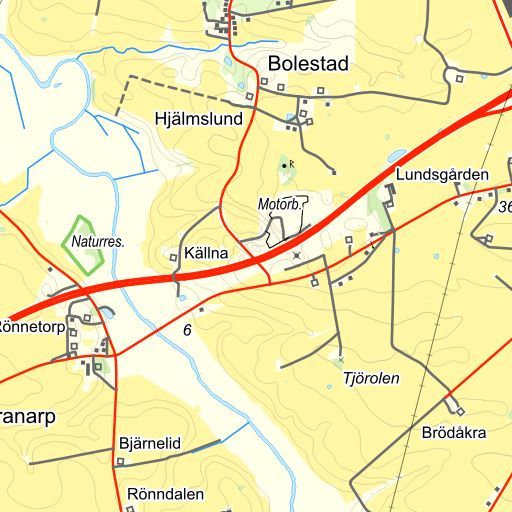 Bolestad
Hjälmslund
Lundsgården
Motorb.
36
Naturres.
Källna
Rönnetorp
6
Tjörolen
ranarp
Brödåkra
Bjärnelid
Rönndalen